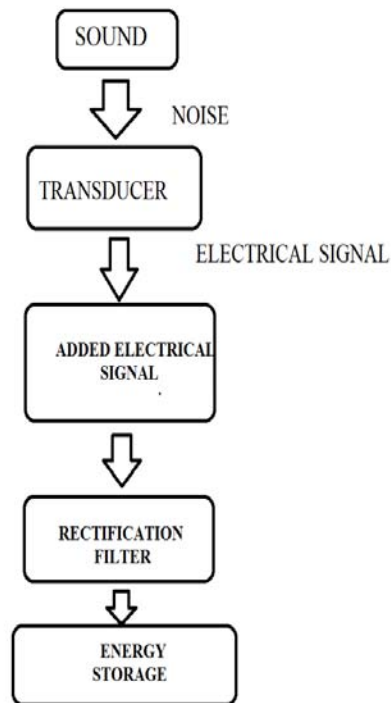 SOUND
NOISE
TRANSDUCER
ELECTRICAL SIGNAL
ADDED ELECTRICAL
SIGNAL
.
RECTIFICATION
FILTER
ENERGY
STORAGE